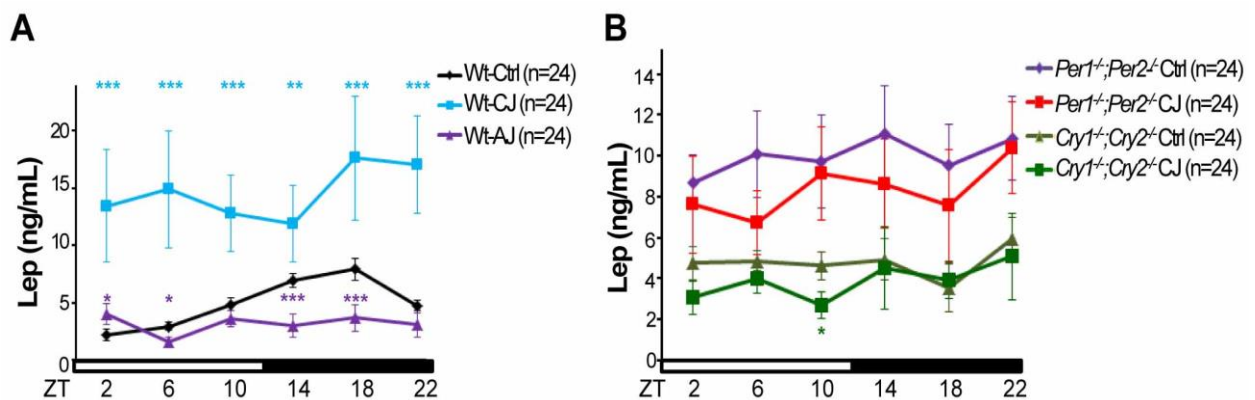 A
*** *** *** ** *** ***
Wt-Ctrl (n=24)
Wt-CJ (n=24)
Wt-AJ (n=24)
Lep (ng/mL)
20
15
10
5
0
* * *** ***
ZT 2 6 10 14 18 22
B
Per1-/-;Per2-/- Ctrl (n=24)
Per1-/-;Per2-/- CJ (n=24)
Cry1-/-;Cry2-/- Ctrl (n=24)
Cry1-/-;Cry2-/- CJ (n=24)
Lep (ng/mL)
14
12
10
8
6
4
2
0
*
ZT 2 6 10 14 18 22